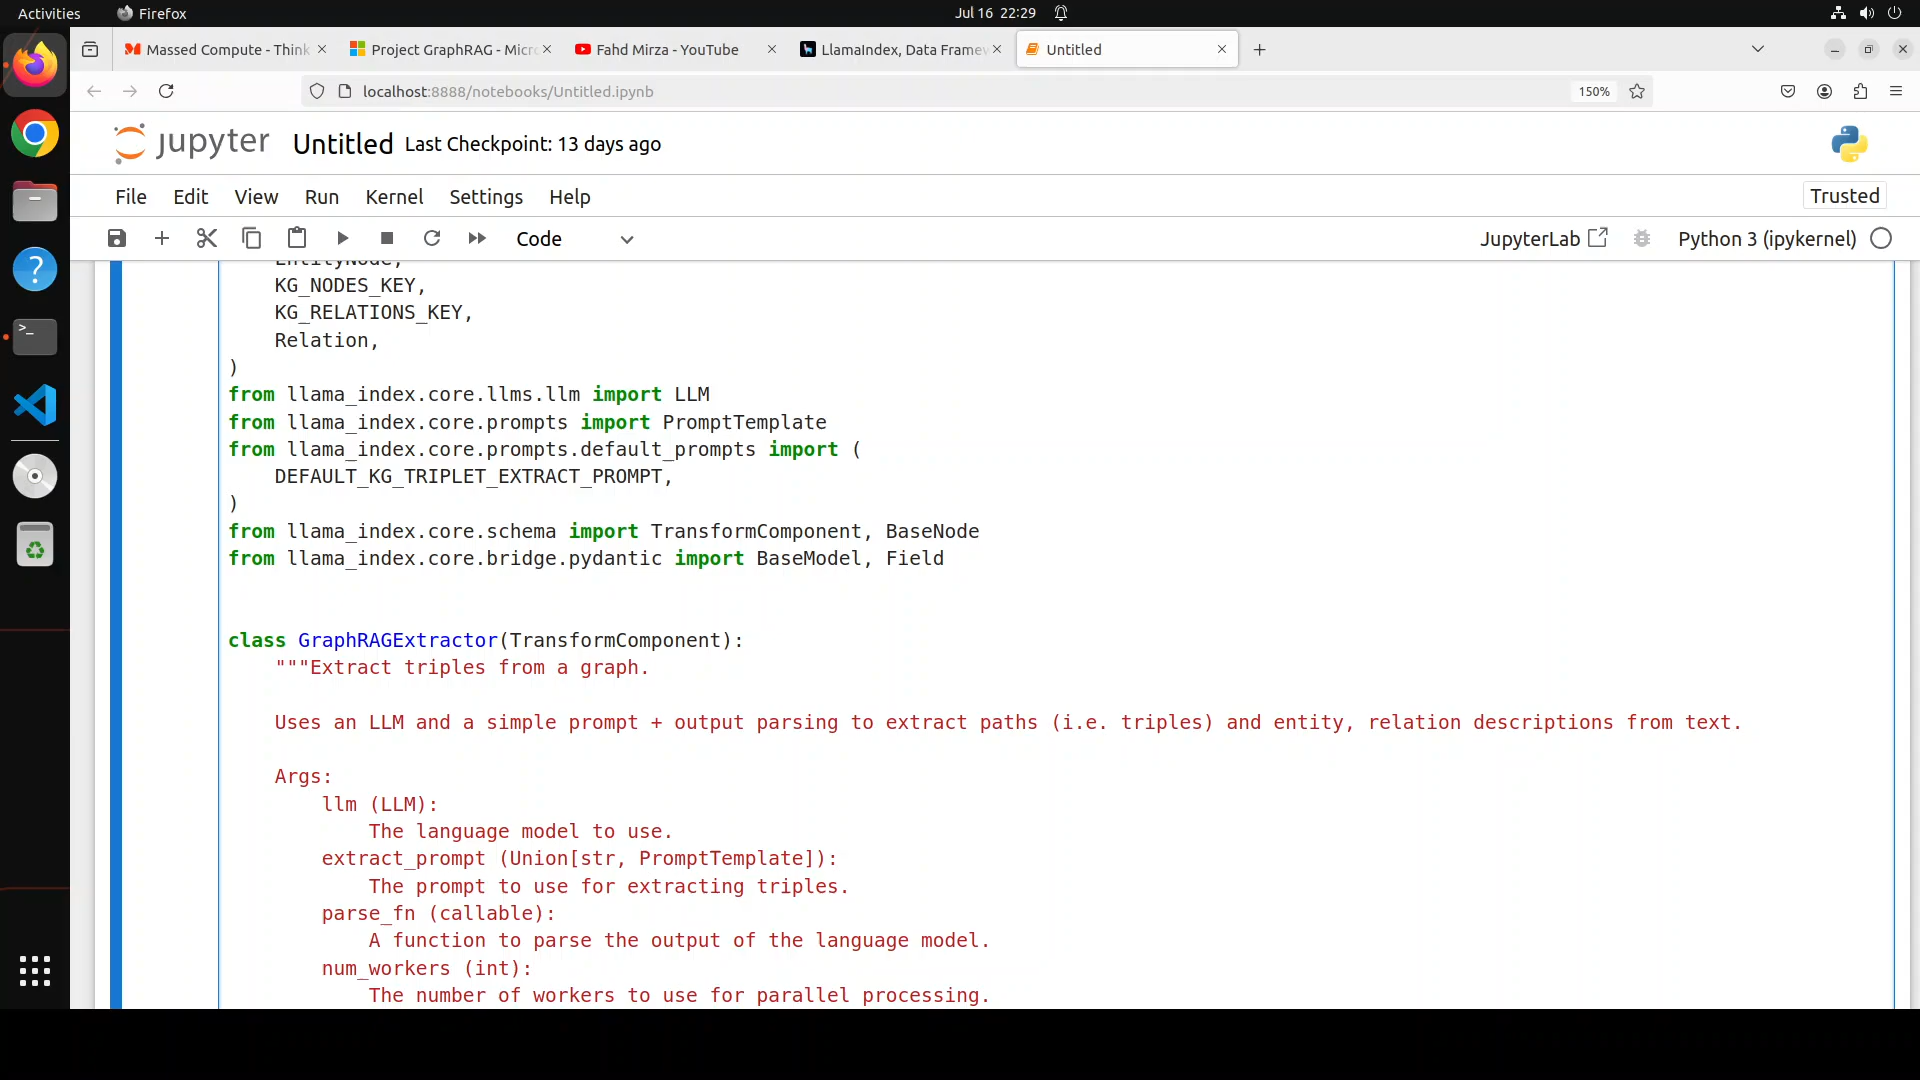 Activities
Firefox
Jul 16 22:29
Massed Compute - Think
Project GraphRAG - Micr
Fahd Mirza - YouTube
LlamaIndex, Data Framew
Untitled
localhost:8888/notebooks/Untitled.ipynb
150%
jupyter
Untitled
Last Checkpoint: 13 days ago
File
Edit
View
Run
Kernel
Settings
Help
Trusted
Code
JupyterLab
Python 3 (ipykernel)
EntityNode,
KG_NODES_KEY,
KG_RELATIONS_KEY,
Relation,
)
from llama_index.core.llms.llm import LLM
from llama_index.core.prompts import PromptTemplate
from llama_index.core.prompts.default_prompts import (
DEFAULT_KG_TRIPLET_EXTRACT_PROMPT,
)
from llama_index.core.schema import TransformComponent, BaseNode
from llama_index.core.bridge.pydantic import BaseModel, Field
class GraphRAGExtractor(TransformComponent):
"""Extract triples from a graph.
Uses an LLM and a simple prompt + output parsing to extract paths (i.e. triples) and entity, relation descriptions from text.
Args:
llm (LLM):
The language model to use.
extract_prompt (Union[str, PromptTemplate]):
The prompt to use for extracting triples.
parse_fn (callable):
A function to parse the output of the language model.
num_workers (int):
The number of workers to use for parallel processing.